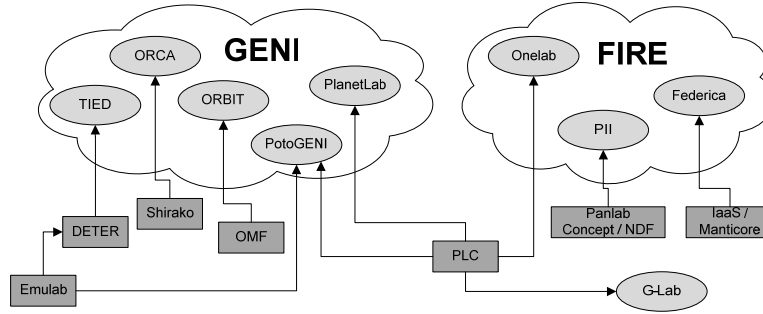 GENI
FIRE
ORCA
Onelab
PlanetLab
TIED
ORBIT
Federica
PII
PotoGENI
Shirako
Panlab
Concept / NDF
IaaS /
Manticore
DETER
OMF
PLC
Emulab
G-Lab